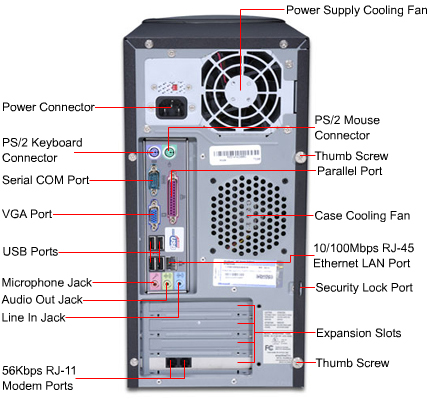 Power Supply Cooling Fan
Power Connector
PS/2 Mouse
Connector
PS/2 Keyboard
Connector
Thumb Screw
Parallel Port
Serial COM Port
VGA Port
Case Cooling Fan
USB Ports
10/100Mbps RJ-45
Ethernet LAN Port
Microphone Jack
Security Lock Port
Audio Out Jack
Line In Jack
Expansion Slots
56Kbps RJ-11
Modem Ports
Thumb Screw